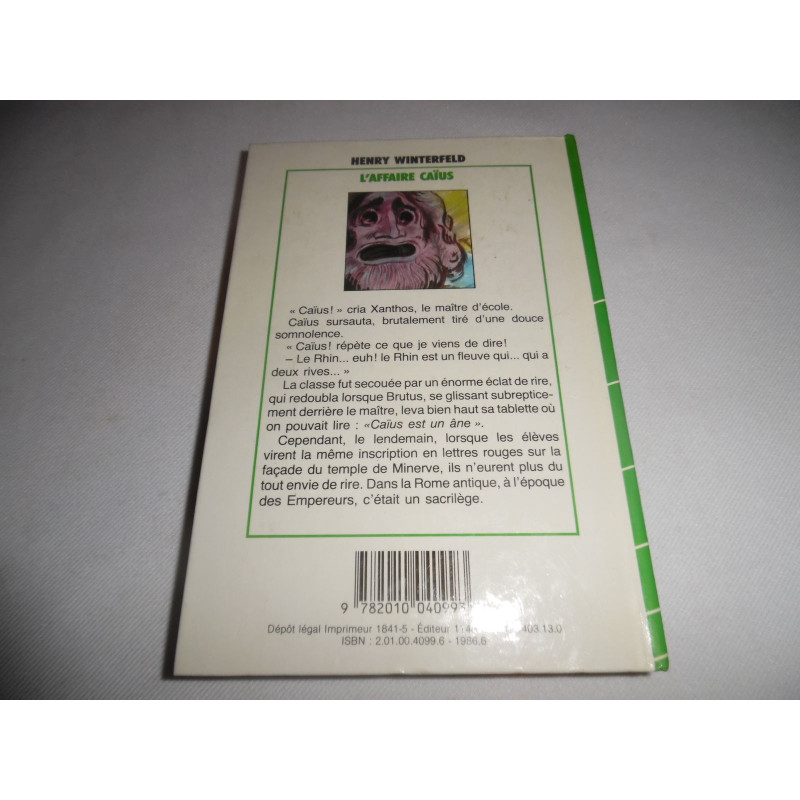 HENRY WINTERFELD
L'AFFAIRE CAÏUS
« Caïus! » cria Xanthos, le maître d'école.
Caïus sursauta, brutalement tiré d'une douce
somnolence.
« Caïus! répète ce que je viens de dire!
– Le Rhin... euh! le Rhin est un fleuve qui... qui a
deux rives... »
La classe fut secouée par un énorme éclat de rire,
qui redoubla lorsque Brutus, se glissant subreptice-
ment derrière le maître, leva bien haut sa tablette où
on pouvait lire : «Caïus est un âne ».
Cependant, le lendemain, lorsque les élèves
virent la même inscription en lettres rouges sur la
façade du temple de Minerve, ils n'eurent plus du
tout envie de rire. Dans la Rome antique, à l'époque
des Empereurs, c'était un sacrilège.
9 782010 04099
Dépôt légal Imprimeur 1841-5 - Éditeur 403.13.0
ISBN : 2.01.00.4099.6 - 1986.6